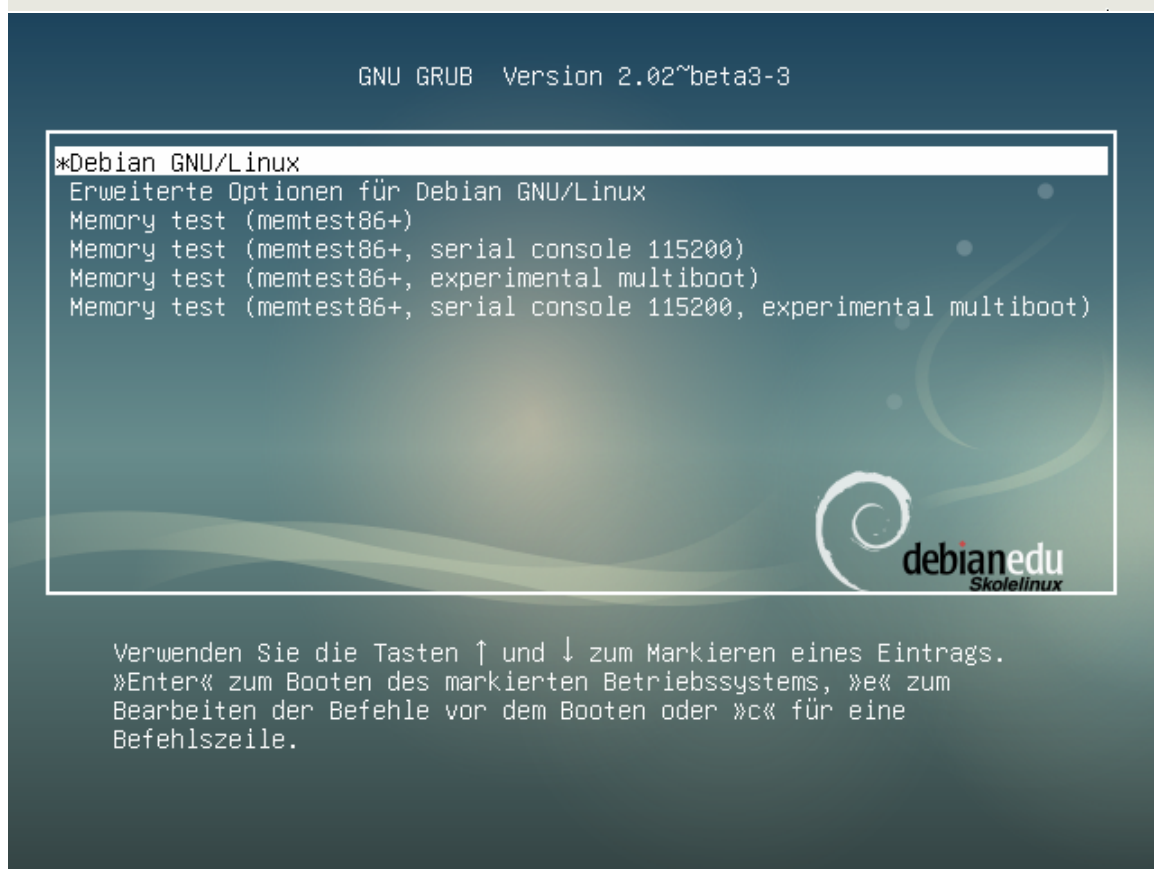 GNU GRUB  Version 2.02~beta3-3
*Debian GNU/Linux
Erweiterte Optionen für Debian GNU/Linux
Memory test (memtest86+)
Memory test (memtest86+, serial console 115200)
Memory test (memtest86+, experimental multiboot)
Memory test (memtest86+, serial console 115200, experimental multiboot)
debianedu
Skolelinux
Verwenden Sie die Tasten ↑ und ↓ zum Markieren eines Eintrags.
»Enter« zum Booten des markierten Betriebssystems, »e« zum
Bearbeiten der Befehle vor dem Booten oder »c« für eine
Befehlszeile.